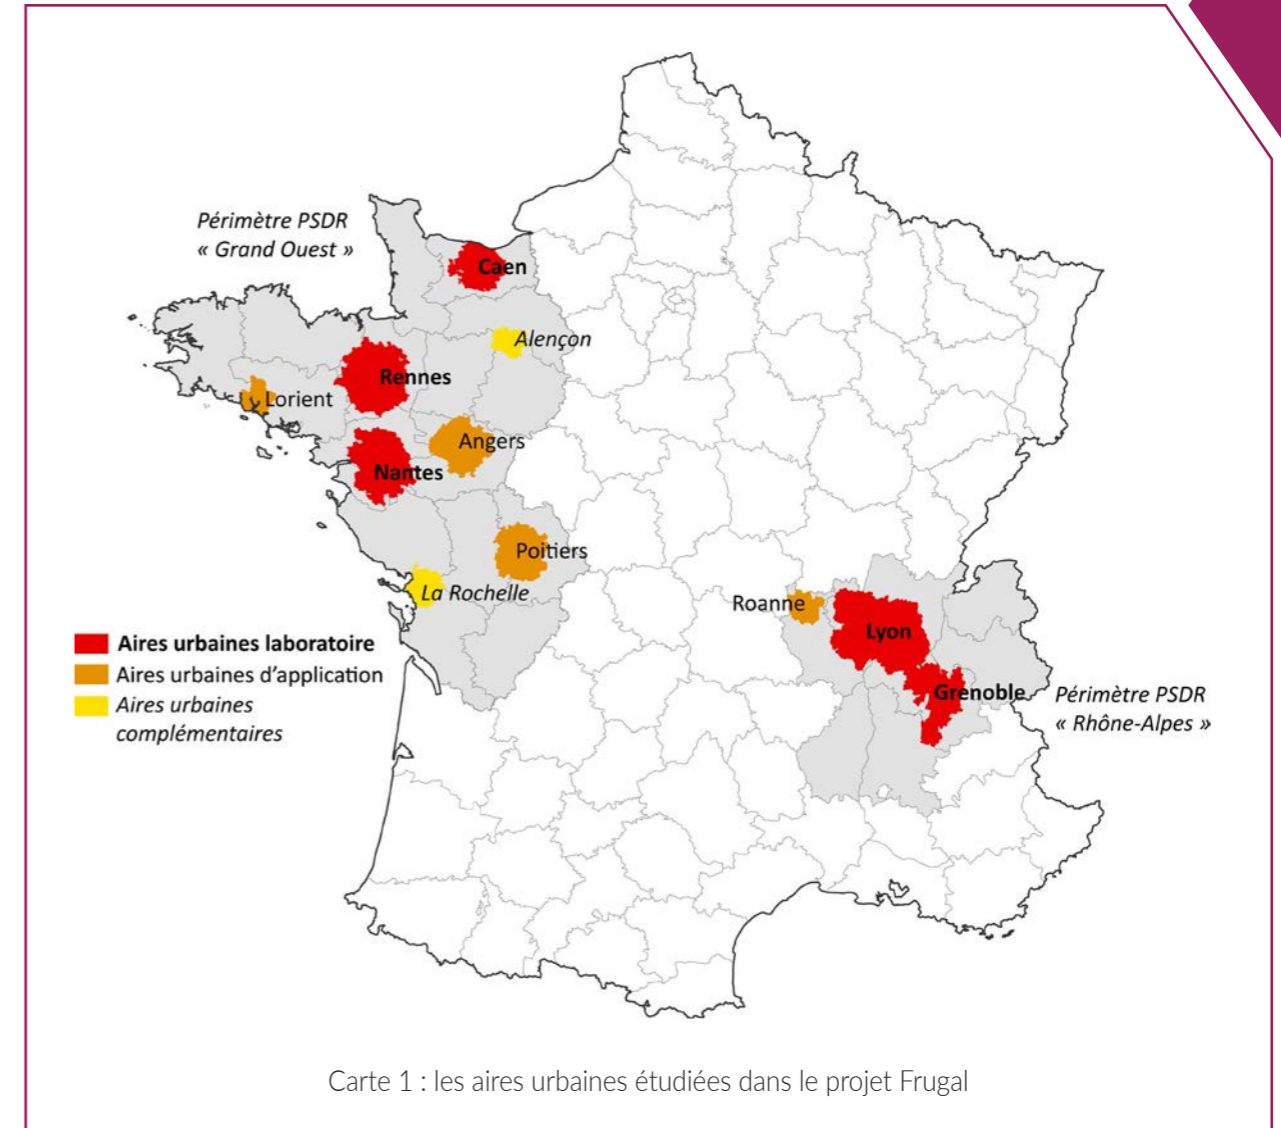 Périmètre PSDR
« Grand Ouest »
Caen
Alençon
Rennes
Lorient
Angers
Nantes
Poitiers
La Rochelle
Roanne
Lyon
Grenoble
Périmètre PSDR
« Rhône-Alpes »
Aires urbaines laboratoire
Aires urbaines d’application
Aires urbaines
complémentaires
Carte 1 : les aires urbaines étudiées dans le projet Frugal